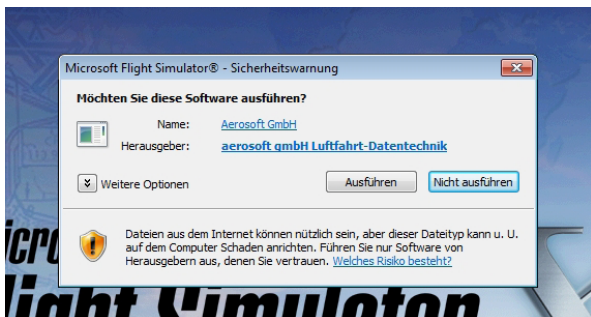 Microsoft Flight Simulator® - Sicherheitswarnung
Möchten Sie diese Software ausführen?
Name: Aerosoft GmbH
Herausgeber: aerosoft gmbH Luftfahrt-Datentechnik
Weitere Optionen Ausführen Nicht ausführen
Dateien aus dem Internet können nützlich sein, aber dieser Dateityp kann u. U.
auf dem Computer Schaden anrichten. Führen Sie nur Software von
Herausgebern aus, denen Sie vertrauen. Welches Risiko besteht?